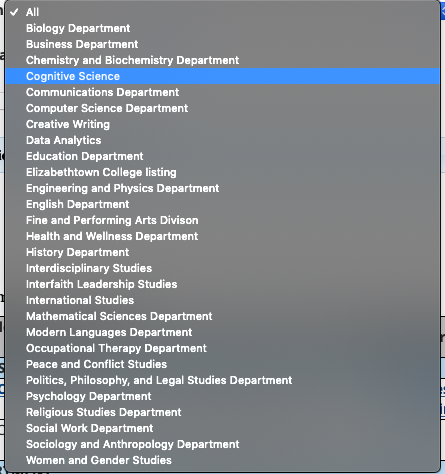 All
Biology Department
Business Department
Chemistry and Biochemistry Department
Cognitive Science
Communications Department
Computer Science Department
Creative Writing
Data Analytics
Education Department
Elizabethtown College listing
Engineering and Physics Department
English Department
Fine and Performing Arts Divison
Health and Wellness Department
History Department
Interdisciplinary Studies
Interfaith Leadership Studies
International Studies
Mathematical Sciences Department
Modern Languages Department
Occupational Therapy Department
Peace and Conflict Studies
Politics, Philosophy, and Legal Studies Department
Psychology Department
Religious Studies Department
Social Work Department
Sociology and Anthropology Department
Women and Gender Studies